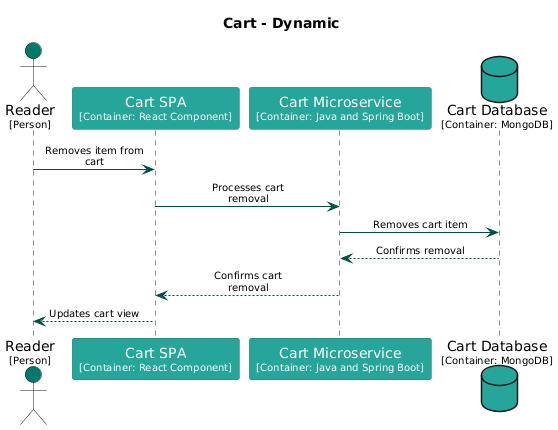 Cart - Dynamic
Reader
[Person]
Cart SPA
[Container: React Component]
Cart Microservice
[Container: Java and Spring Boot]
Cart Database
[Container: MongoDB]
Removes item from
cart
Processes cart
removal
Removes cart item
Confirms removal
Confirms cart
removal
Updates cart view
Reader
[Person]
Cart SPA
[Container: React Component]
Cart Microservice
[Container: Java and Spring Boot]
Cart Database
[Container: MongoDB]